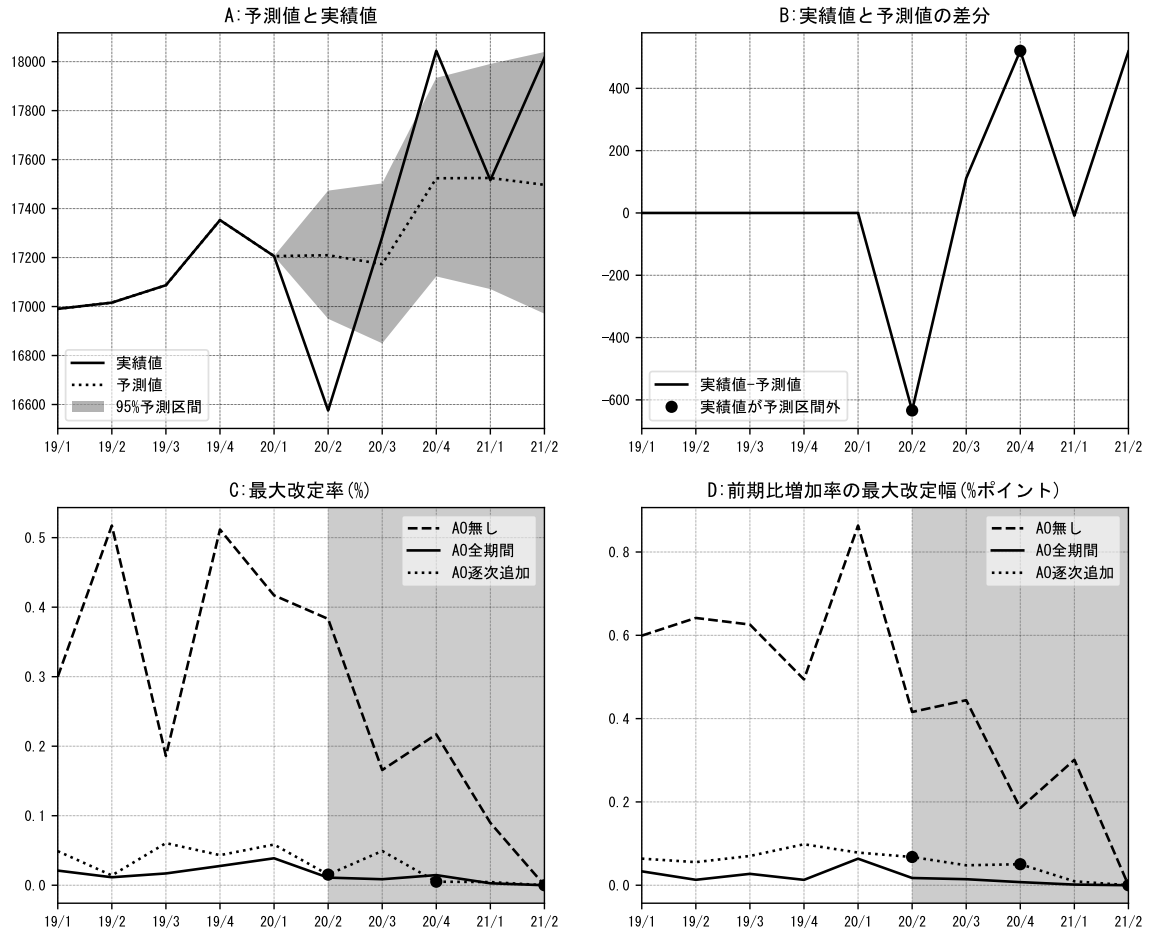 A:予測値と実績値
18000
17800
17600
17400
17200
17000
16800
16600
実績値
予測値
95%予測区間
19/1 19/2 19/3 19/4 20/1 20/2 20/3 20/4 21/1 21/2
B:実績値と予測値の差分
400
200
0
−200
−400
−600
実績値−予測値
実績値が予測区間外
19/1 19/2 19/3 19/4 20/1 20/2 20/3 20/4 21/1 21/2
C:最大改定率(%)
0.5
0.4
0.3
0.2
0.1
0.0
AO無し
AO全期間
AO逐次追加
19/1 19/2 19/3 19/4 20/1 20/2 20/3 20/4 21/1 21/2
D:前期比増加率の最大改定幅(%ポイント)
0.8
0.6
0.4
0.2
0.0
AO無し
AO全期間
AO逐次追加
19/1 19/2 19/3 19/4 20/1 20/2 20/3 20/4 21/1 21/2